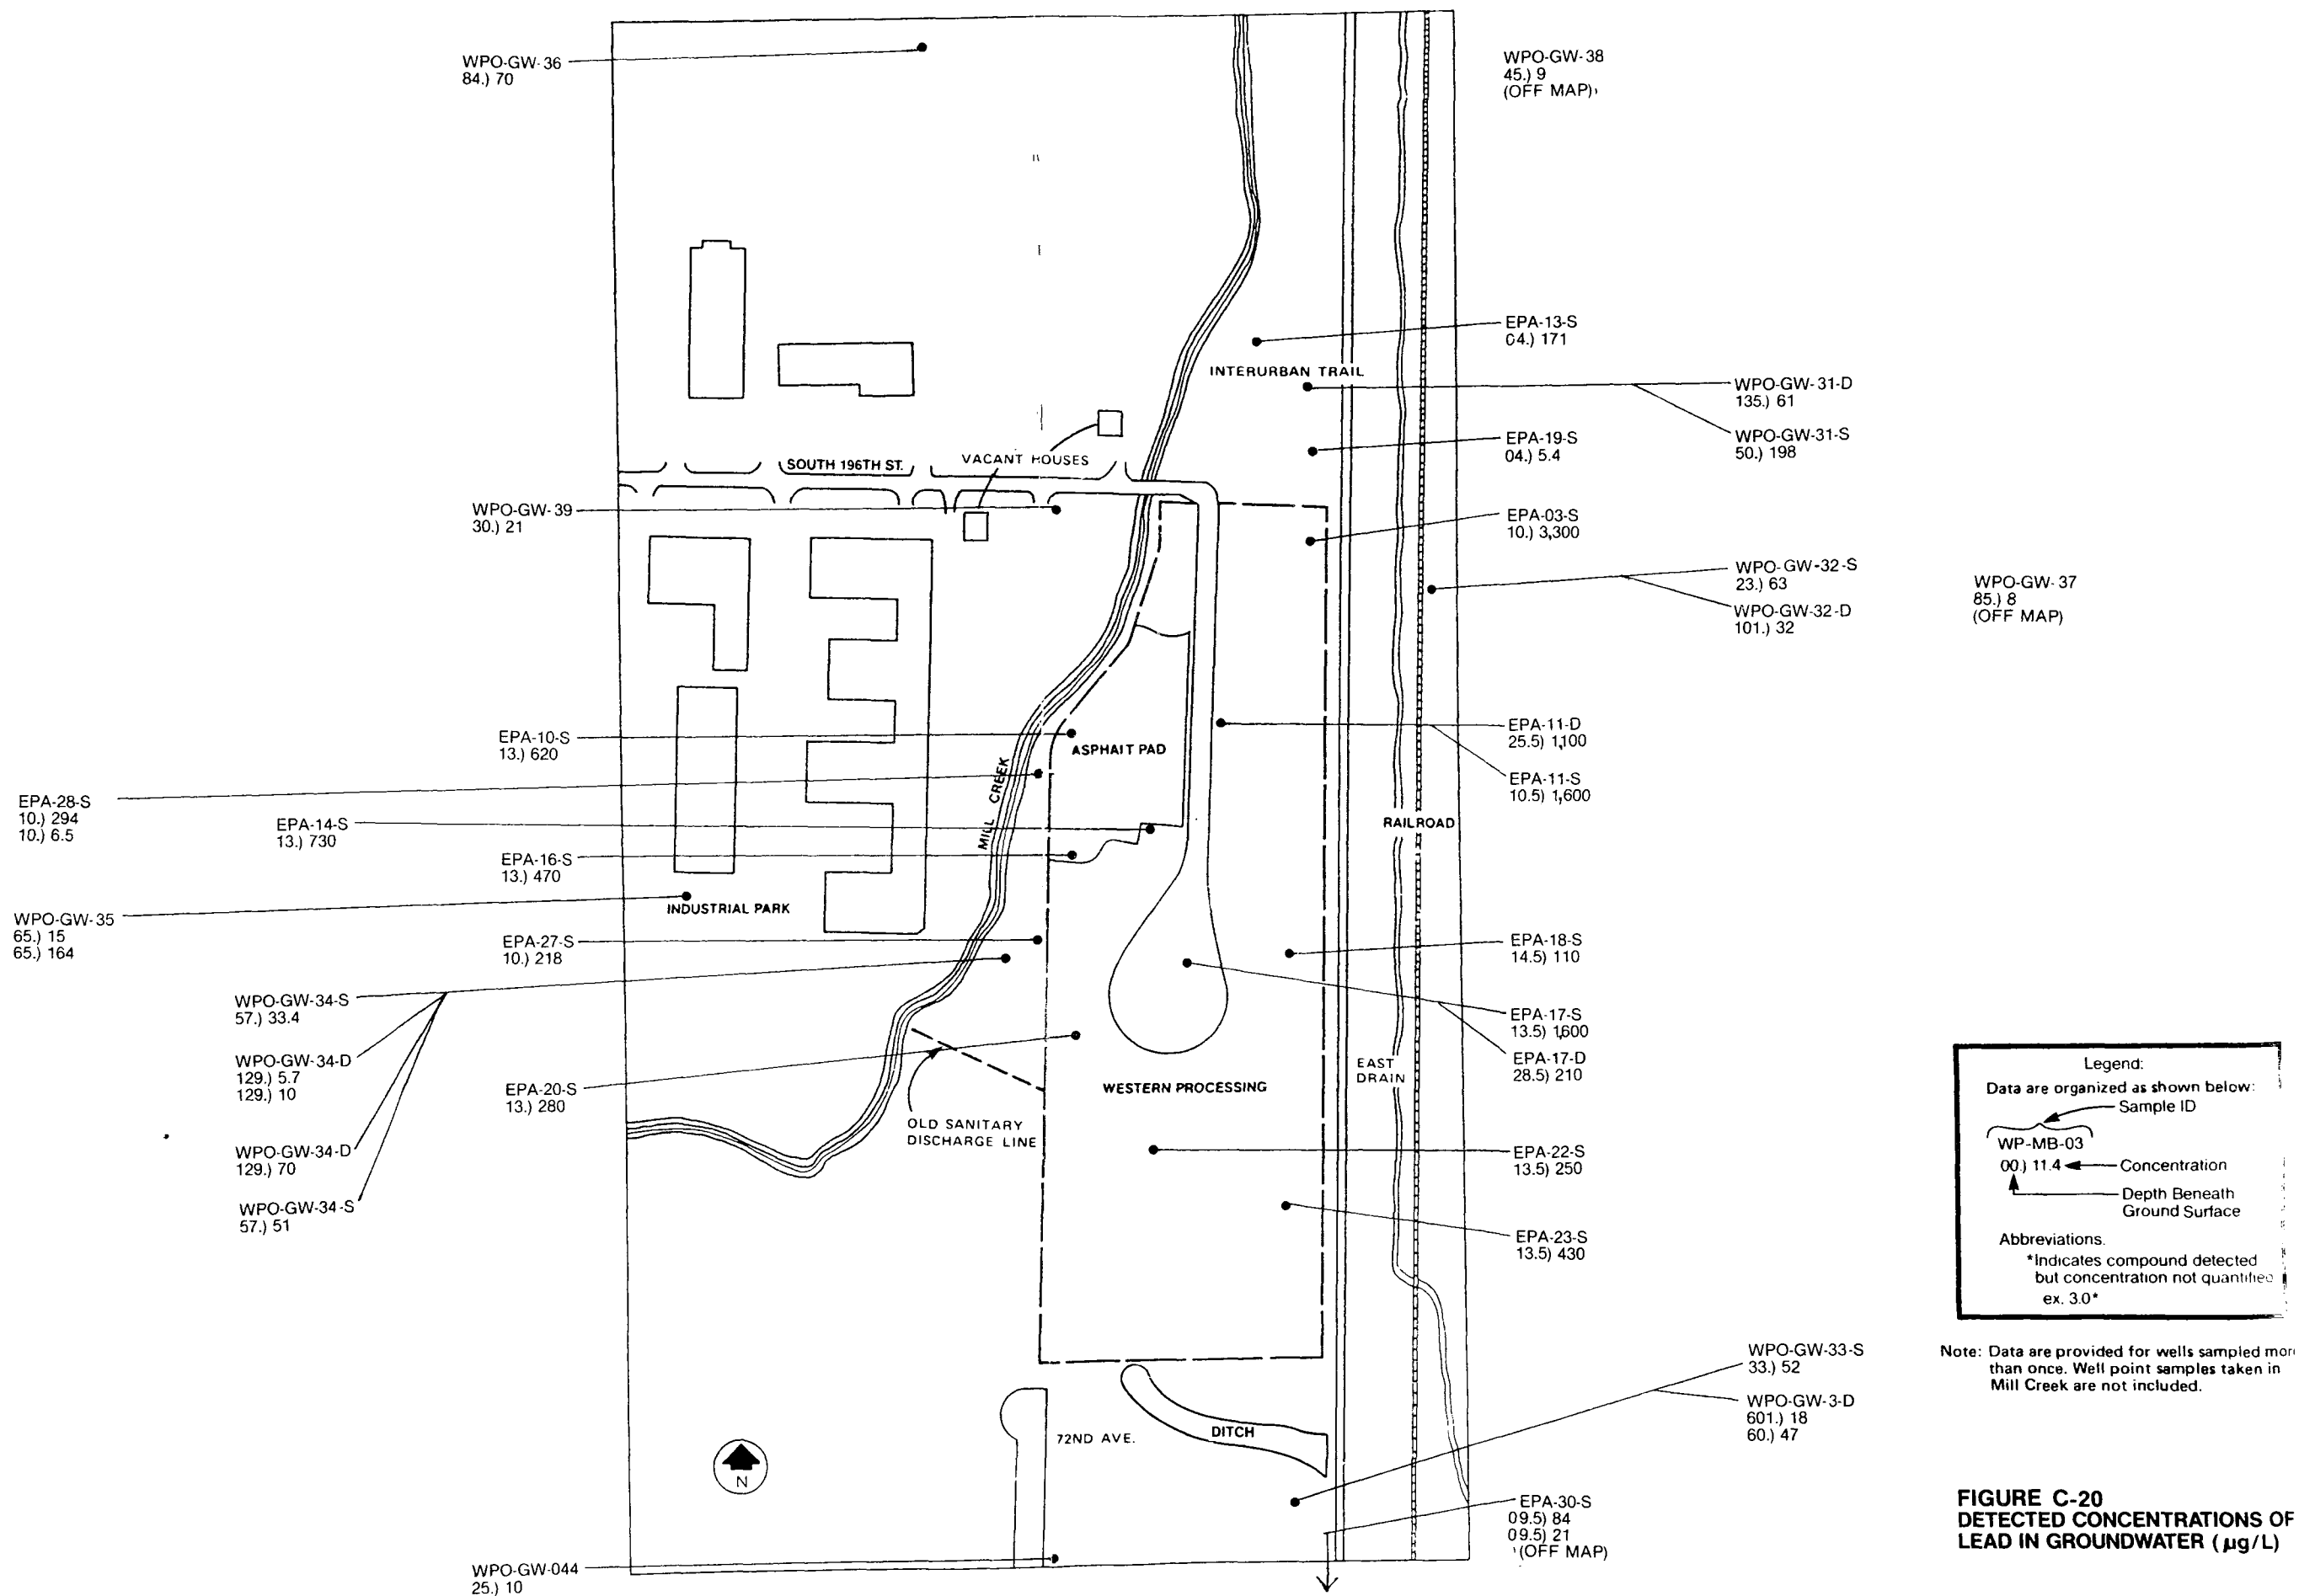 WPO-GW-36
84.) 70
WPO-GW-38
45.) 9
(OFF MAP)
EPA-13-S
04.) 171
INTERURBAN TRAIL
WPO-GW-31-D
135.) 61
WPO-GW-31-S
50.) 198
EPA-19-S
04.) 5.4
VACANT HOUSES
SOUTH 196TH ST.
WPO-GW-39
30.) 21
EPA-03-S
10.) 3,300
WPO-GW-32-S
23.) 63
WPO-GW-32-D
101.) 32
WPO-GW-37
85.) 8
(OFF MAP)
EPA-10-S
13.) 620
ASPHAIT PAD
EPA-11-D
25.5) 1,100
EPA-11-S
10.5) 1,600
MILL CREEK
EPA-28-S
10.) 294
10.) 6.5
EPA-14-S
13.) 730
RAILROAD
EPA-16-S
13.) 470
WPO-GW-35
65.) 15
65.) 164
INDUSTRIAL PARK
EPA-27-S
10.) 218
EPA-18-S
14.5) 110
WPO-GW-34-S
57.) 33.4
EPA-17-S
13.5) 1,600
EPA-17-D
28.5) 210
WPO-GW-34-D
129.) 5.7
129.) 10
EAST
DRAIN
EPA-20-S
13.) 280
WESTERN PROCESSING
OLD SANITARY
DISCHARGE LINE
WPO-GW-34-D
129.) 70
EPA-22-S
13.5) 250
WPO-GW-34-S
57.) 51
EPA-23-S
13.5) 430
Legend:
Data are organized as shown below:
Sample ID
WP-MB-03
00.) 11.4
Concentration
Depth Beneath
Ground Surface
Abbreviations.
*Indicates compound detected
but concentration not quantified
ex. 3.0*
Note: Data are provided for wells sampled mor
than once. Well point samples taken in
Mill Creek are not included.
WPO-GW-33-S
33.) 52
WPO-GW-3-D
601.) 18
60.) 47
72ND AVE.
DITCH
N
EPA-30-S
09.5) 84
09.5) 21
(OFF MAP)
WPO-GW-044
25.) 10
FIGURE C-20
DETECTED CONCENTRATIONS OF
LEAD IN GROUNDWATER (µg/L)